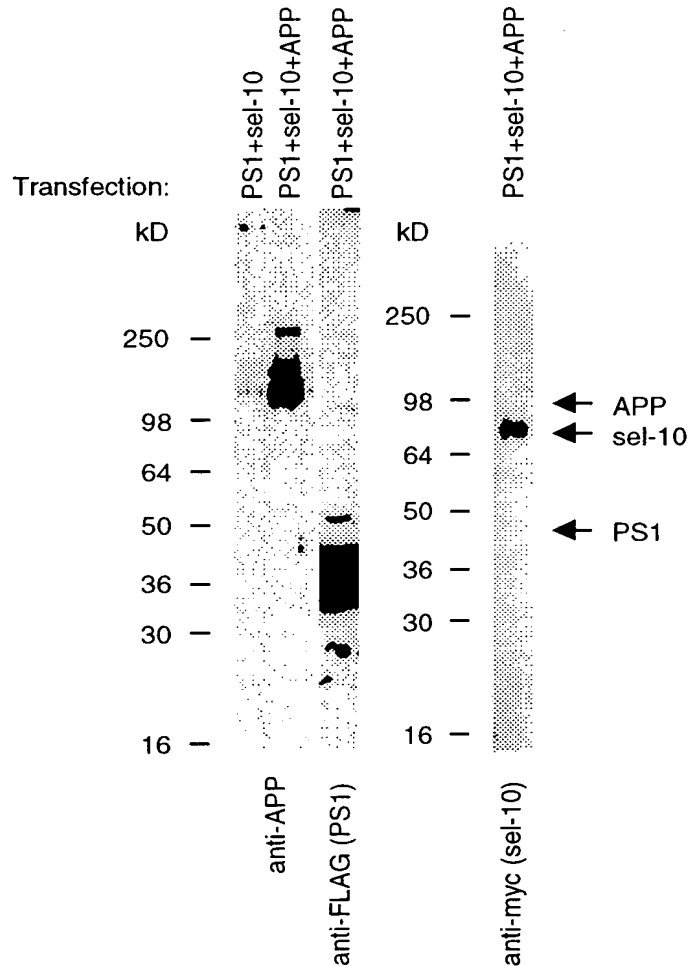 PS1+sel-10
PS1+sel-10+APP
PS1+sel-10+APP
PS1+sel-10+APP
Transfection:
kD
250
98
64
50
36
30
16
kD
250
98
64
50
36
30
16
APP
sel-10
PS1
anti-APP
anti-FLAG (PS1)
anti-myc (sel-10)